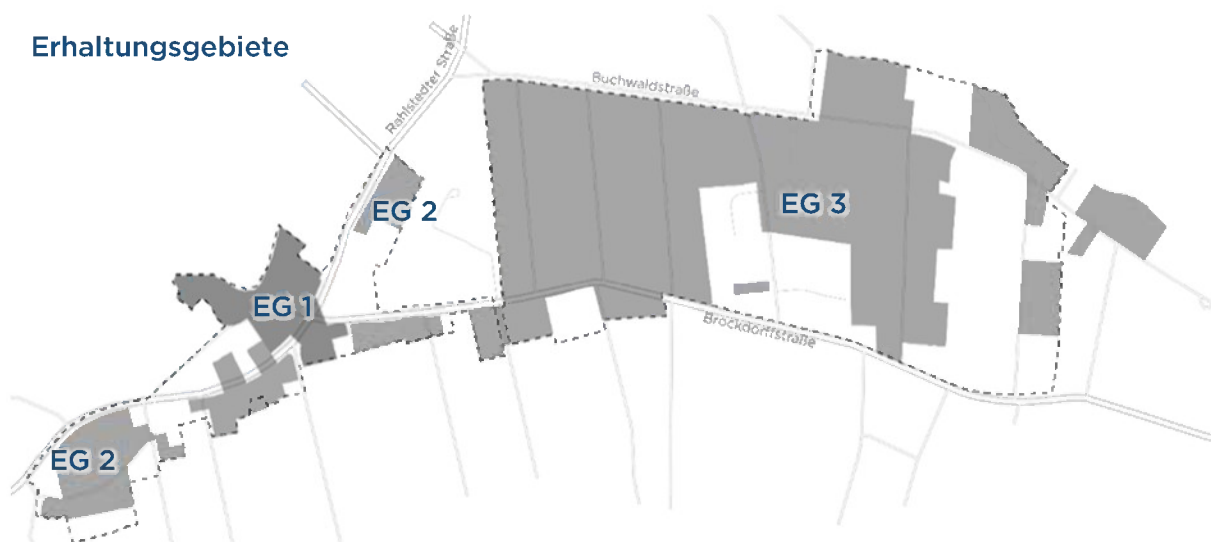 Erhaltungsgebiete
Rahlstedter Straße
Buchwaldstraße
EG 2
EG 3
EG 1
Brockdorffstraße
EG 2